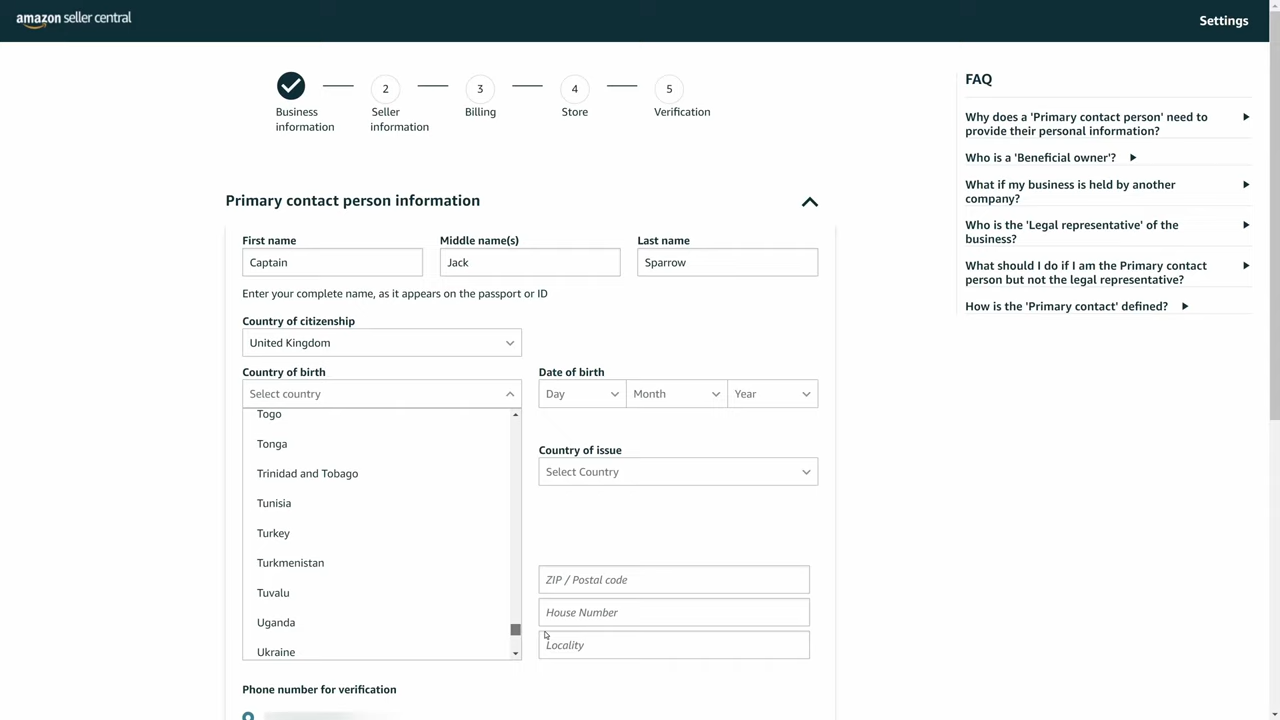 amazon seller central
Settings
2
3
4
5
Business
information
Seller
information
Billing
Store
Verification
Primary contact person information
First name
Middle name(s)
Last name
Captain
Jack
Sparrow
Enter your complete name, as it appears on the passport or ID
Country of citizenship
United Kingdom
Country of birth
Date of birth
Select country
Day
Month
Year
Togo
Tonga
Trinidad and Tobago
Tunisia
Turkey
Turkmenistan
Tuvalu
Uganda
Ukraine
Country of issue
Select Country
ZIP / Postal code
House Number
Locality
Phone number for verification
FAQ
Why does a 'Primary contact person' need to
provide their personal information?
Who is a 'Beneficial owner'?
What if my business is held by another
company?
Who is the 'Legal representative' of the
business?
What should I do if I am the Primary contact
person but not the legal representative?
How is the 'Primary contact' defined?